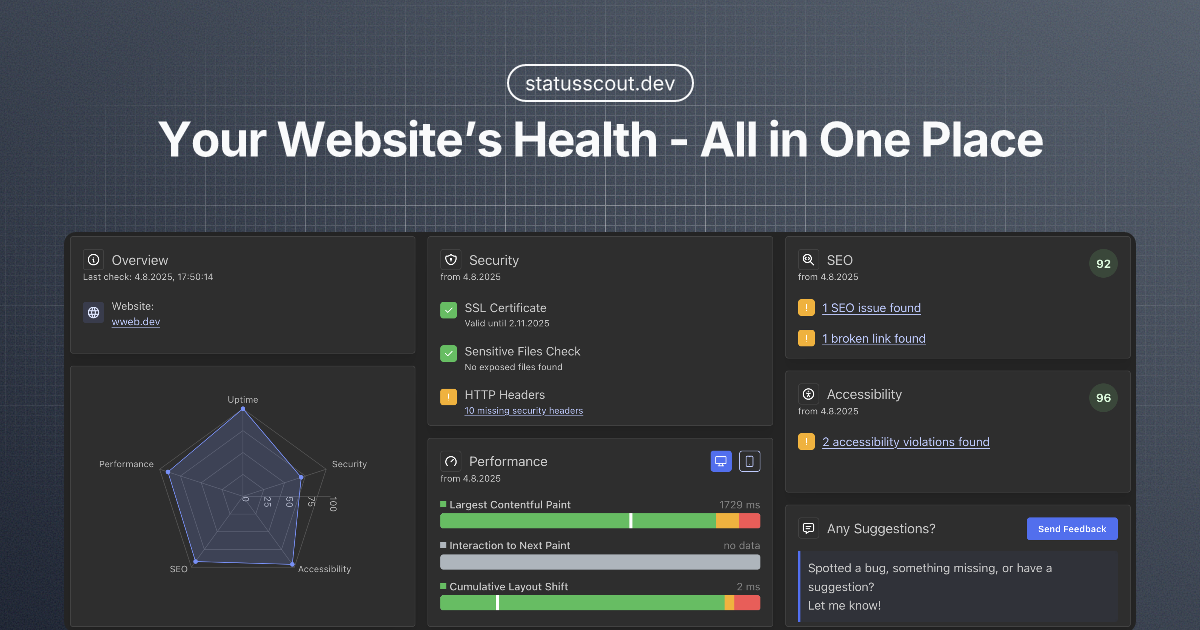 statusscout.dev
Your Website’s Health - All in One Place
Overview
Last check: 4.8.2025, 17:50:14
Website:
wweb.dev
Uptime
Performance
Security
0 25 50 75 100
SEO
Accessibility
Security
from 4.8.2025
SSL Certificate
Valid until 2.11.2025
Sensitive Files Check
No exposed files found
HTTP Headers
10 missing security headers
Performance
from 4.8.2025
Largest Contentful Paint 1729 ms
Interaction to Next Paint no data
Cumulative Layout Shift 2 ms
SEO
from 4.8.2025
92
1 SEO issue found
1 broken link found
Accessibility
from 4.8.2025
96
2 accessibility violations found
Any Suggestions?
Send Feedback
Spotted a bug, something missing, or have a
suggestion?
Let me know!